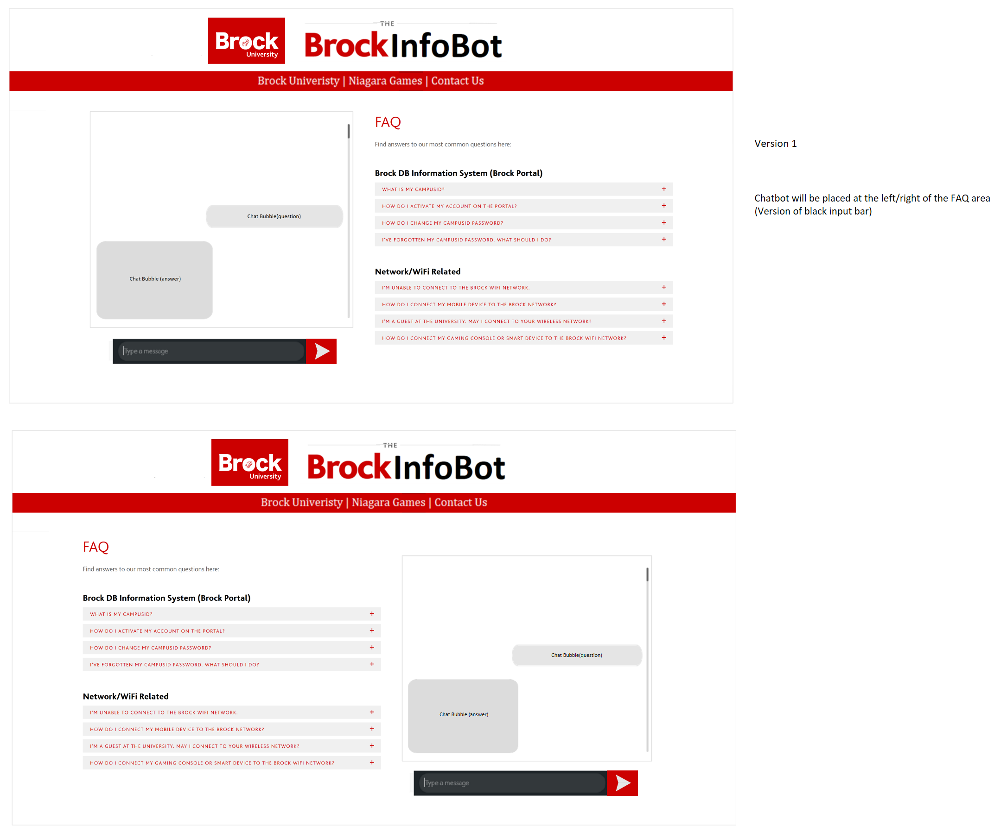 Brock
University
THE
BrockInfoBot
Brock Univeristy | Niagara Games | Contact Us
Chat Bubble(question)
Chat Bubble (answer)
Type a message
FAQ
Find answers to our most common questions here:
Brock DB Information System (Brock Portal)
WHAT IS MY CAMPUSID?
+
HOW DO I ACTIVATE MY ACCOUNT ON THE PORTAL?
+
HOW DO I CHANGE MY CAMPUSID PASSWORD?
+
I'VE FORGOTTEN MY CAMPUSID PASSWORD. WHAT SHOULD I DO?
+
Network/WiFi Related
I'M UNABLE TO CONNECT TO THE BROCK WIFI NETWORK.
+
HOW DO I CONNECT MY MOBILE DEVICE TO THE BROCK NETWORK?
+
I'M A GUEST AT THE UNIVERSITY. MAY I CONNECT TO YOUR WIRELESS NETWORK?
+
HOW DO I CONNECT MY GAMING CONSOLE OR SMART DEVICE TO THE BROCK WIFI NETWORK?
+
Version 1
Chatbot will be placed at the left/right of the FAQ area
(Version of black input bar)
Brock
University
THE
BrockInfoBot
Brock Univeristy | Niagara Games | Contact Us
FAQ
Find answers to our most common questions here:
Brock DB Information System (Brock Portal)
WHAT IS MY CAMPUSID?
+
HOW DO I ACTIVATE MY ACCOUNT ON THE PORTAL?
+
HOW DO I CHANGE MY CAMPUSID PASSWORD?
+
I'VE FORGOTTEN MY CAMPUSID PASSWORD. WHAT SHOULD I DO?
+
Network/WiFi Related
I'M UNABLE TO CONNECT TO THE BROCK WIFI NETWORK.
+
HOW DO I CONNECT MY MOBILE DEVICE TO THE BROCK NETWORK?
+
I'M A GUEST AT THE UNIVERSITY. MAY I CONNECT TO YOUR WIRELESS NETWORK?
+
HOW DO I CONNECT MY GAMING CONSOLE OR SMART DEVICE TO THE BROCK WIFI NETWORK?
+
Chat Bubble(question)
Chat Bubble (answer)
Type a message